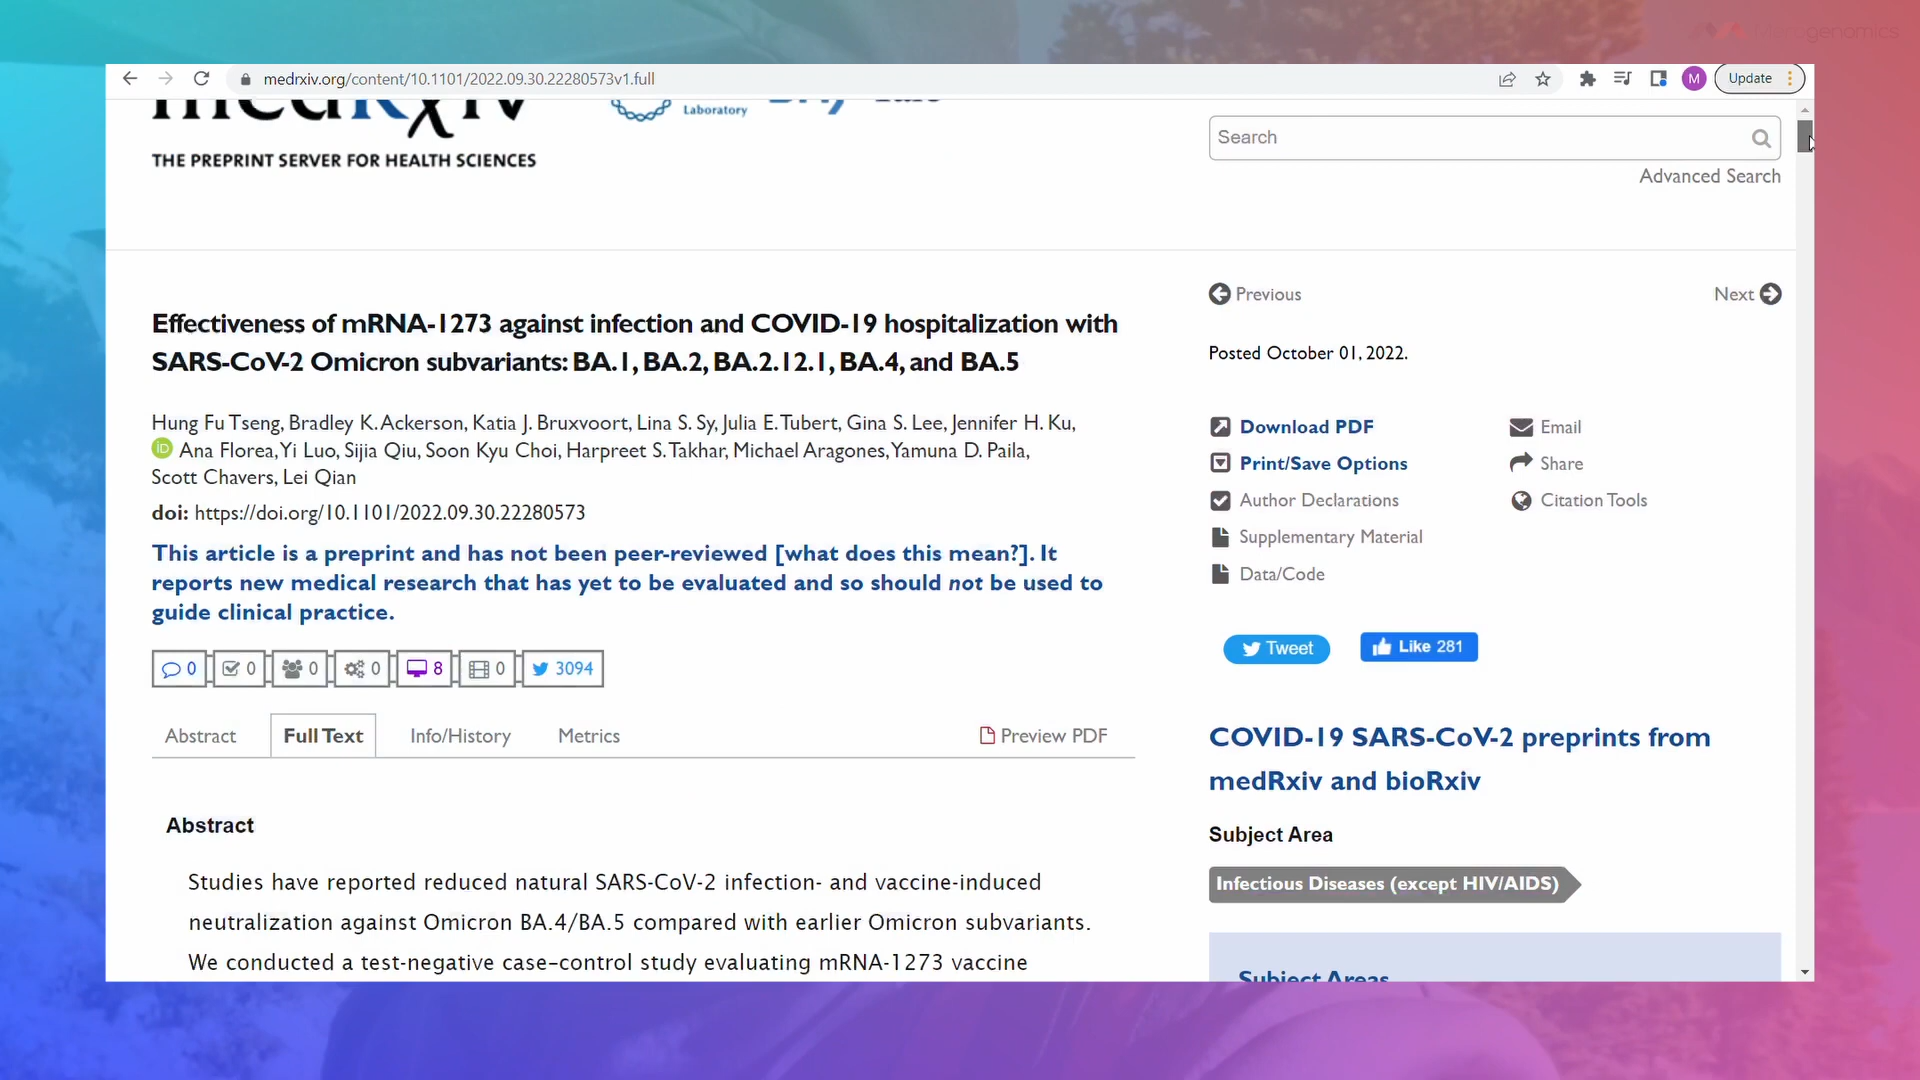 Merogenomics
medrxiv.org/content/10.1101/2022.09.30.22280573v1.full
M
Update
medRxiv
Laboratory
THE PREPRINT SERVER FOR HEALTH SCIENCES
Search
Advanced Search
Previous
Next
Effectiveness of mRNA-1273 against infection and COVID-19 hospitalization with
SARS-CoV-2 Omicron subvariants: BA.1, BA.2, BA.2.12.1, BA.4, and BA.5
Posted October 01, 2022.
Hung Fu Tseng, Bradley K. Ackerson, Katia J. Bruxvoort, Lina S. Sy, Julia E. Tubert, Gina S. Lee, Jennifer H. Ku,
iD Ana Florea, Yi Luo, Sijia Qiu, Soon Kyu Choi, Harpreet S. Takhar, Michael Aragones, Yamuna D. Paila,
Scott Chavers, Lei Qian
doi: https://doi.org/10.1101/2022.09.30.22280573
This article is a preprint and has not been peer-reviewed [what does this mean?]. It
reports new medical research that has yet to be evaluated and so should not be used to
guide clinical practice.
Download PDF
Email
Print/Save Options
Share
Author Declarations
Citation Tools
Supplementary Material
Data/Code
0 0 0 0 8 0 3094
Tweet
Like 281
Abstract Full Text Info/History Metrics Preview PDF
COVID-19 SARS-CoV-2 preprints from
medRxiv and bioRxiv
Abstract
Subject Area
Infectious Diseases (except HIV/AIDS)
Studies have reported reduced natural SARS-CoV-2 infection- and vaccine-induced
neutralization against Omicron BA.4/BA.5 compared with earlier Omicron subvariants.
We conducted a test-negative case–control study evaluating mRNA-1273 vaccine
Subject Areas